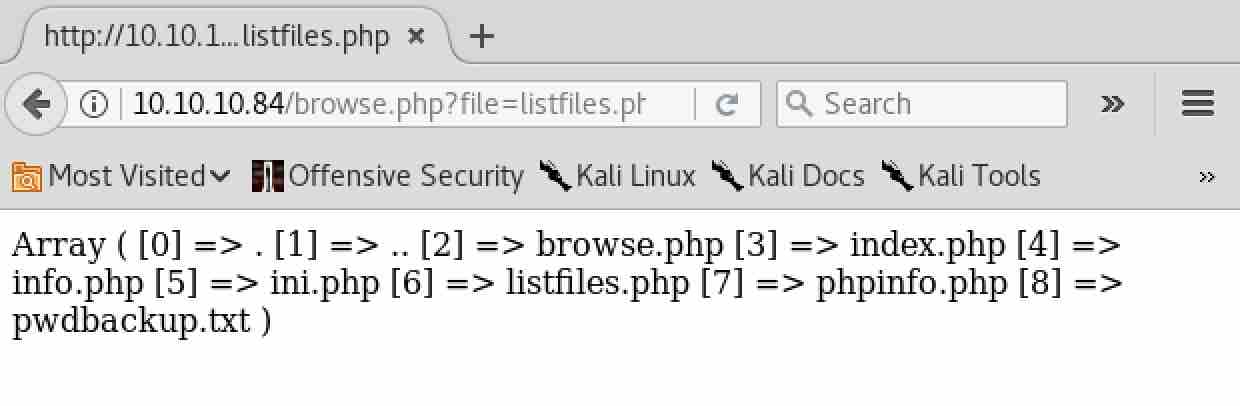 http://10.10.1...listfiles.php
10.10.10.84/browse.php?file=listfiles.ph
Search
Most Visited
Offensive Security
Kali Linux
Kali Docs
Kali Tools
Array ( [0] => . [1] => .. [2] => browse.php [3] => index.php [4] =>
info.php [5] => ini.php [6] => listfiles.php [7] => phpinfo.php [8] =>
pwdbackup.txt )